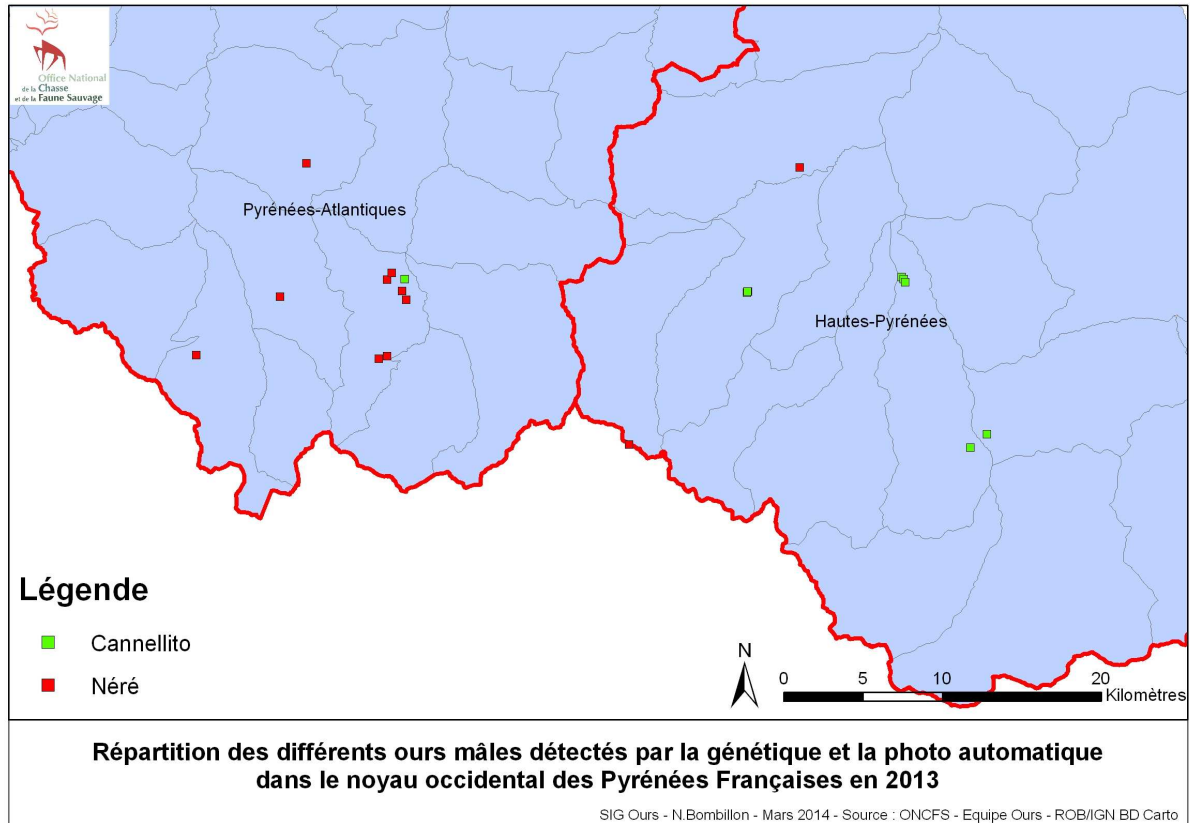 Office National
de la Chasse
et de la Faune Sauvage
Pyrénées-Atlantiques
Hautes-Pyrénées
Légende
Cannellito
Néré
N
0 5 10 20
Kilomètres
Répartition des différents ours mâles détectés par la génétique et la photo automatique
dans le noyau occidental des Pyrénées Françaises en 2013
SIG Ours - N.Bombillon - Mars 2014 - Source : ONCFS - Equipe Ours - ROB/IGN BD Carto